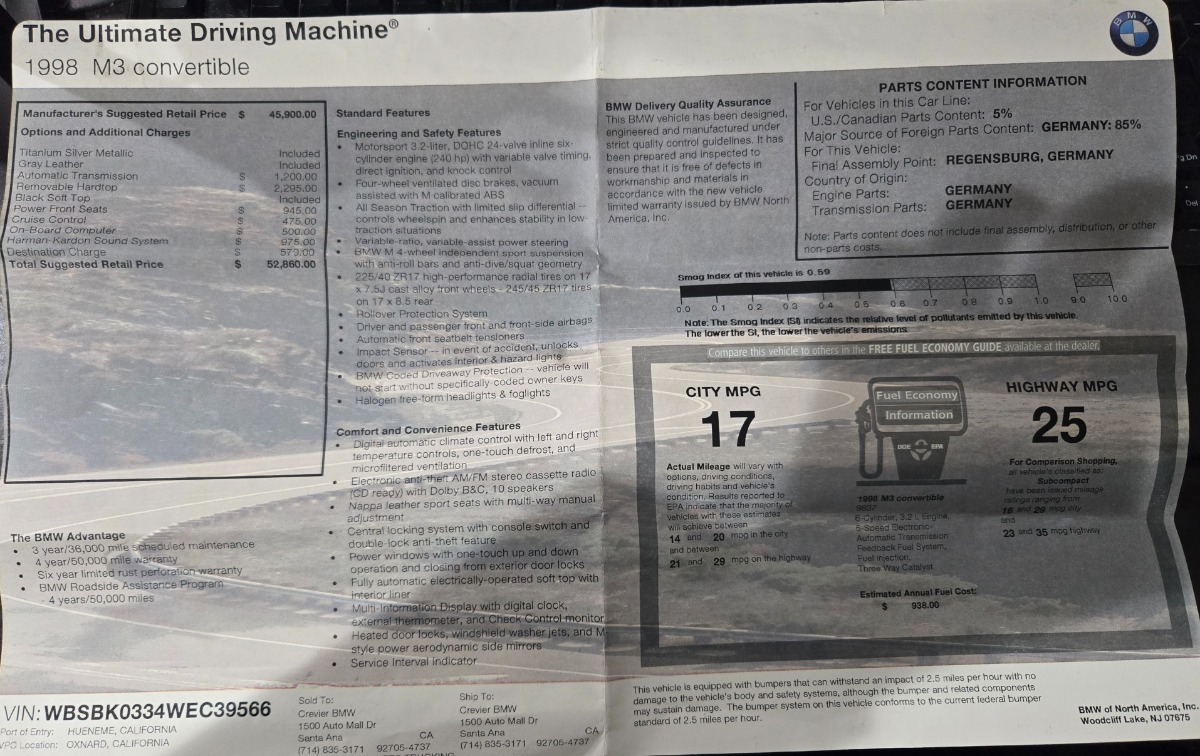 The Ultimate Driving Machine®
1998 M3 convertible
BMW
Manufacturer's Suggested Retail Price $ 45,900.00
Options and Additional Charges
Titanium Silver Metallic Included
Gray Leather Included
Automatic Transmission $ 1,200.00
Removable Hardtop $ 2,295.00
Black Soft Top Included
Power Front Seats $ 945.00
Cruise Control $ 475.00
On-Board Computer $ 500.00
Harman-Kardon Sound System $ 975.00
Destination Charge $ 570.00
Total Suggested Retail Price $ 52,860.00
The BMW Advantage
• 3 year/36,000 mile scheduled maintenance
• 4 year/50,000 mile warranty
• Six year limited rust perforation warranty
• BMW Roadside Assistance Program
- 4 years/50,000 miles
Standard Features
Engineering and Safety Features
• Motorsport 3.2-liter, DOHC 24-valve inline six-
cylinder engine (240 hp) with variable valve timing,
direct ignition, and knock control
• Four-wheel ventilated disc brakes, vacuum
assisted with M calibrated ABS
• All Season Traction with limited slip differential --
controls wheelspin and enhances stability in low-
traction situations
• Variable-ratio, variable-assist power steering
• BMW M 4-wheel independent sport suspension
with anti-roll bars and anti-dive/squat geometry
• 225/40 ZR17 high-performance radial tires on 17
x 7.5J cast alloy front wheels - 245/45 ZR17 tires
on 17 x 8.5 rear
• Rollover Protection System
• Driver and passenger front and front-side airbags
• Automatic front seatbelt tensioners
• Impact Sensor -- in event of accident, unlocks
doors and activates interior & hazard lights
• BMW Coded Driveaway Protection -- vehicle will
not start without specifically-coded owner keys
• Halogen free-form headlights & foglights
Comfort and Convenience Features
• Digital automatic climate control with left and right
temperature controls, one-touch defrost, and
microfiltered ventilation
• Electronic anti-theft AM/FM stereo cassette radio
(CD ready) with Dolby B&C, 10 speakers
• Nappa leather sport seats with multi-way manual
adjustment
• Central locking system with console switch and
double-lock anti-theft feature
• Power windows with one-touch up and down
operation and closing from exterior door locks
• Fully automatic electrically-operated soft top with
interior liner
• Multi-Information Display with digital clock,
external thermometer, and Check Control monitor
• Heated door locks, windshield washer jets, and M
style power aerodynamic side mirrors
• Service Interval indicator
BMW Delivery Quality Assurance
This BMW vehicle has been designed,
engineered and manufactured under
strict quality control guidelines. It has
been prepared and inspected to
ensure that it is free of defects in
workmanship and materials in
accordance with the new vehicle
limited warranty issued by BMW North
America, Inc.
PARTS CONTENT INFORMATION
For Vehicles in this Car Line:
U.S./Canadian Parts Content: 5%
Major Source of Foreign Parts Content: GERMANY: 85%
For This Vehicle:
Final Assembly Point: REGENSBURG, GERMANY
Country of Origin:
Engine Parts: GERMANY
Transmission Parts: GERMANY
Note: Parts content does not include final assembly, distribution, or other
non-parts costs.
Smog Index of this vehicle is 0.59
0.0 0.1 0.2 0.3 0.4 0.5 0.6 0.7 0.8 0.9 1.0 9.0 10.0
Note: The Smog Index (SI) indicates the relative level of pollutants emitted by this vehicle.
The lower the SI, the lower the vehicle's emissions.
Compare this vehicle to others in the FREE FUEL ECONOMY GUIDE available at the dealer.
CITY MPG
17
Actual Mileage will vary with
options, driving conditions,
driving habits and vehicle's
condition. Results reported to
EPA indicate that the majority of
vehicles with these estimates
will achieve between
14 and 20 mpg in the city
and between
21 and 29 mpg on the highway
Fuel Economy
Information
DOE EPA
1998 M3 convertible
9837
6-Cylinder, 3.2 L Engine,
5-Speed Electronic
Automatic Transmission
Feedback Fuel System,
Fuel Injection,
Three Way Catalyst
Estimated Annual Fuel Cost:
$ 938.00
HIGHWAY MPG
25
For Comparison Shopping,
all vehicle's classified as:
Subcompact
have been issued mileage
ratings ranging from
16 and 29 mpg city
and
23 and 35 mpg highway
VIN: WBSBK0334WEC39566
Port of Entry: HUENEME, CALIFORNIA
VPC Location: OXNARD, CALIFORNIA
Sold To:
Crevier BMW
1500 Auto Mall Dr
Santa Ana CA
(714) 835-3171 92705-4737
Ship To:
Crevier BMW
1500 Auto Mall Dr
Santa Ana CA
(714) 835-3171 92705-4737
This vehicle is equipped with bumpers that can withstand an impact of 2.5 miles per hour with no
damage to the vehicle's body and safety systems, although the bumper and related components
may sustain damage. The bumper system on this vehicle conforms to the current federal bumper
standard of 2.5 miles per hour.
BMW of North America, Inc.
Woodcliff Lake, NJ 07675